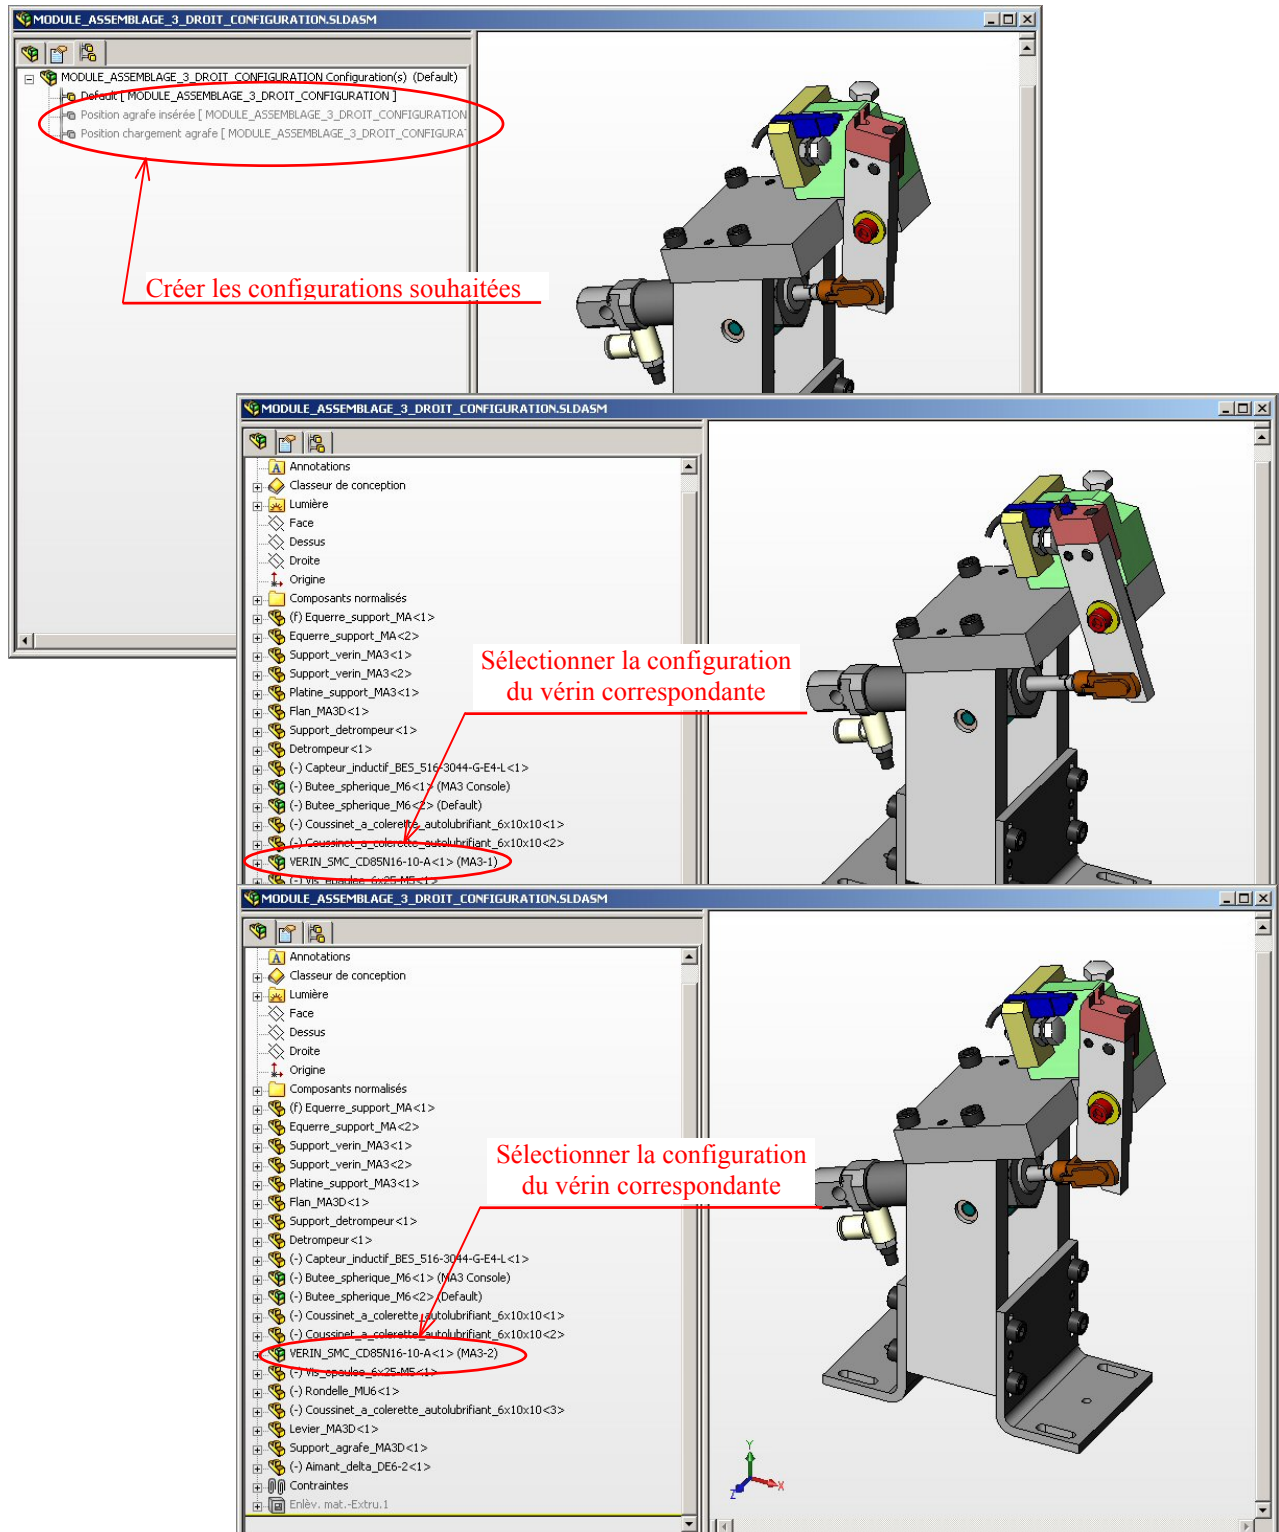 MODULE_ASSEMBLAGE_3_DROIT_CONFIGURATION.SLDASM
MODULE_ASSEMBLAGE_3_DROIT_CONFIGURATION Configuration(s) (Default)
Default [ MODULE_ASSEMBLAGE_3_DROIT_CONFIGURATION ]
Position agrafe insérée [ MODULE_ASSEMBLAGE_3_DROIT_CONFIGURATION
Position chargement agrafe [ MODULE_ASSEMBLAGE_3_DROIT_CONFIGURAT
Créer les configurations souhaitées
MODULE_ASSEMBLAGE_3_DROIT_CONFIGURATION.SLDASM
Annotations
Classeur de conception
Lumière
Face
Dessus
Droite
Origine
Composants normalisés
(f) Equerre_support_MA<1>
Equerre_support_MA<2>
Support_verin_MA3<1>
Support_verin_MA3<2>
Platine_support_MA3<1>
Flan_MA3D<1>
Support_detrompeur<1>
Detrompeur<1>
(-) Capteur_inductif_BES_516-3044-G-E4-L<1>
(-) Butee_spherique_M6<1> (MA3 Console)
(-) Butee_spherique_M6<2> (Default)
(-) Coussinet_a_colerette_autolubrifiant_6x10x10<1>
(-) Coussinet_a_colerette_autolubrifiant_6x10x10<2>
VERIN_SMC_CD85N16-10-A<1> (MA3-1)
(-) Vis_epaulee_6x25-M5<1>
Sélectionner la configuration
du vérin correspondante
MODULE_ASSEMBLAGE_3_DROIT_CONFIGURATION.SLDASM
Annotations
Classeur de conception
Lumière
Face
Dessus
Droite
Origine
Composants normalisés
(f) Equerre_support_MA<1>
Equerre_support_MA<2>
Support_verin_MA3<1>
Support_verin_MA3<2>
Platine_support_MA3<1>
Flan_MA3D<1>
Support_detrompeur<1>
Detrompeur<1>
(-) Capteur_inductif_BES_516-3044-G-E4-L<1>
(-) Butee_spherique_M6<1> (MA3 Console)
(-) Butee_spherique_M6<2> (Default)
(-) Coussinet_a_colerette_autolubrifiant_6x10x10<1>
(-) Coussinet_a_colerette_autolubrifiant_6x10x10<2>
VERIN_SMC_CD85N16-10-A<1> (MA3-2)
(-) Vis_epaulee_6x25-M5<1>
(-) Rondelle_MU6<1>
(-) Coussinet_a_colerette_autolubrifiant_6x10x10<3>
Levier_MA3D<1>
Support_agrafe_MA3D<1>
(-) Aimant_delta_DE6-2<1>
Contraintes
Enlèv. mat.-Extru.1
Sélectionner la configuration
du vérin correspondante
Y
X
Z